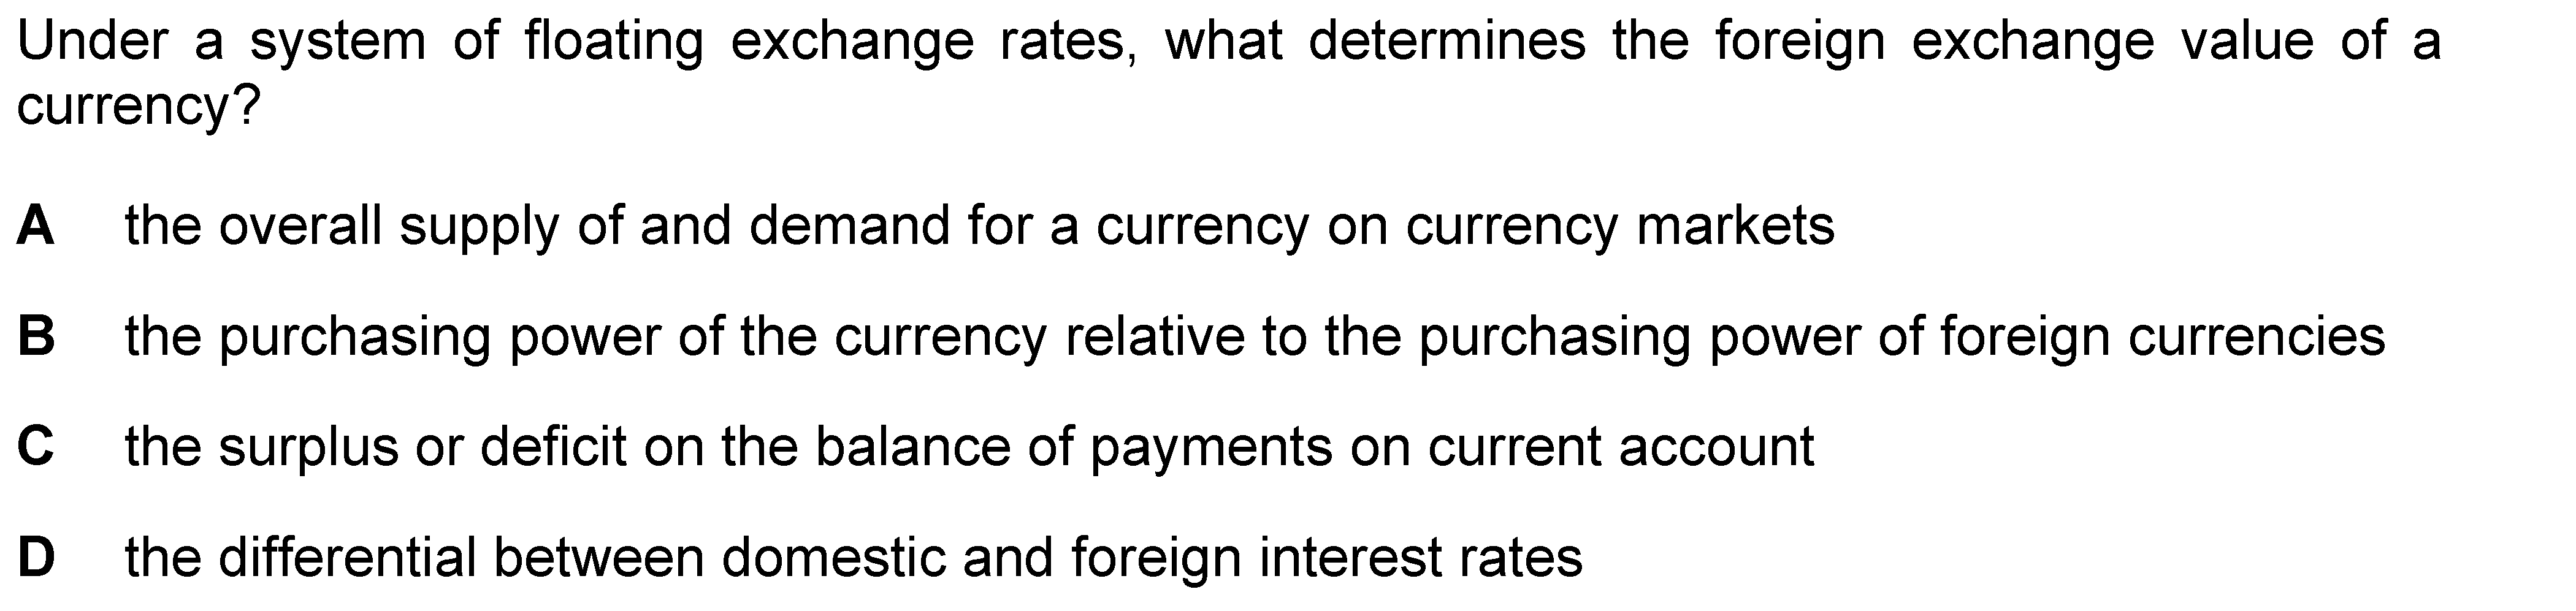 Under a system of floating exchange rates, what determines the foreign exchange value of a
currency?
A the overall supply of and demand for a currency on currency markets
B the purchasing power of the currency relative to the purchasing power of foreign currencies
C the surplus or deficit on the balance of payments on current account
D the differential between domestic and foreign interest rates